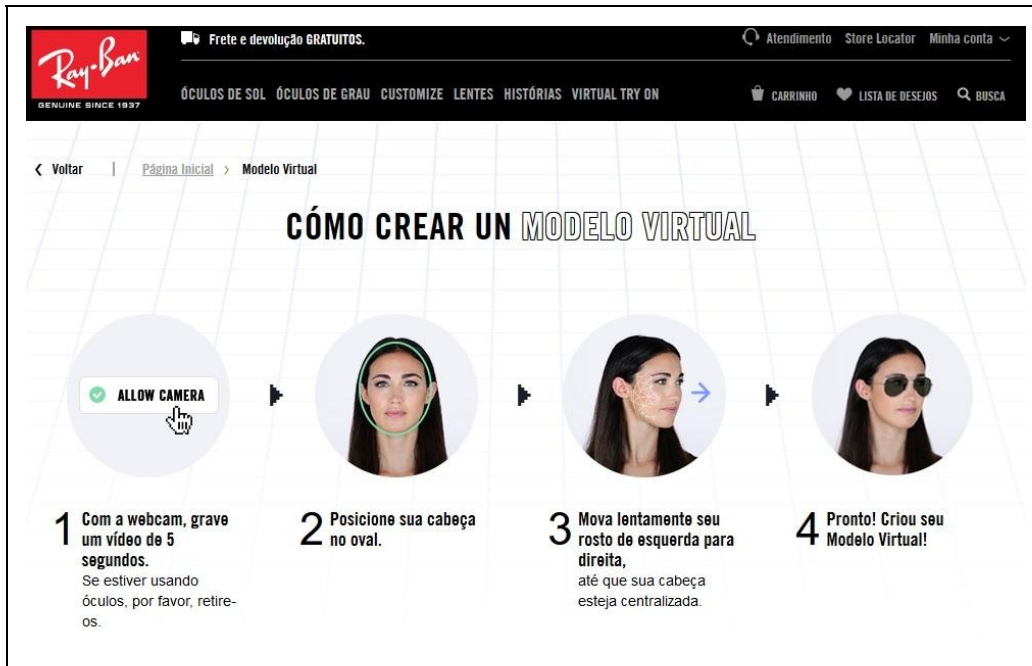 Ray-Ban
GENUINE SINCE 1937
Frete e devolução GRATUITOS.
Atendimento Store Locator Minha conta
ÓCULOS DE SOL ÓCULOS DE GRAU CUSTOMIZE LENTES HISTÓRIAS VIRTUAL TRY ON
CARRINHO LISTA DE DESEJOS BUSCA
Voltar | Página Inicial > Modelo Virtual
CÓMO CREAR UN MODELO VIRTUAL
ALLOW CAMERA
1 Com a webcam, grave
um vídeo de 5
segundos.
Se estiver usando
óculos, por favor, retire-
os.
2 Posicione sua cabeça
no oval.
3 Mova lentamente seu
rosto de esquerda para
direita,
até que sua cabeça
esteja centralizada.
4 Pronto! Criou seu
Modelo Virtual!